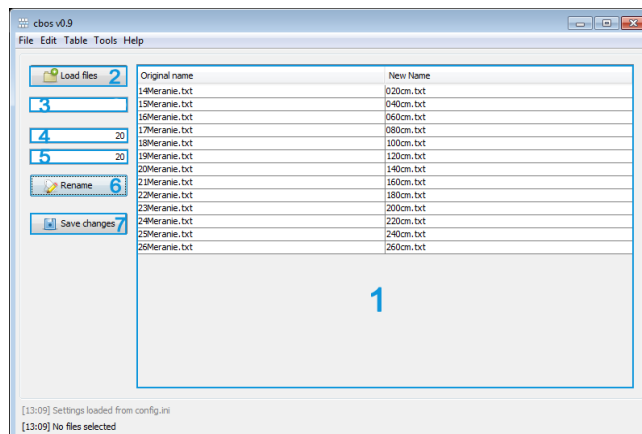 cbos v0.9
File Edit Table Tools Help
Load files 2
3
4 20
5 20
Rename 6
Save changes 7
Original name New Name
14Meranie.txt 020cm.txt
15Meranie.txt 040cm.txt
16Meranie.txt 060cm.txt
17Meranie.txt 080cm.txt
18Meranie.txt 100cm.txt
19Meranie.txt 120cm.txt
20Meranie.txt 140cm.txt
21Meranie.txt 160cm.txt
22Meranie.txt 180cm.txt
23Meranie.txt 200cm.txt
24Meranie.txt 220cm.txt
25Meranie.txt 240cm.txt
26Meranie.txt 260cm.txt
1
[13:09] Settings loaded from config.ini
[13:09] No files selected